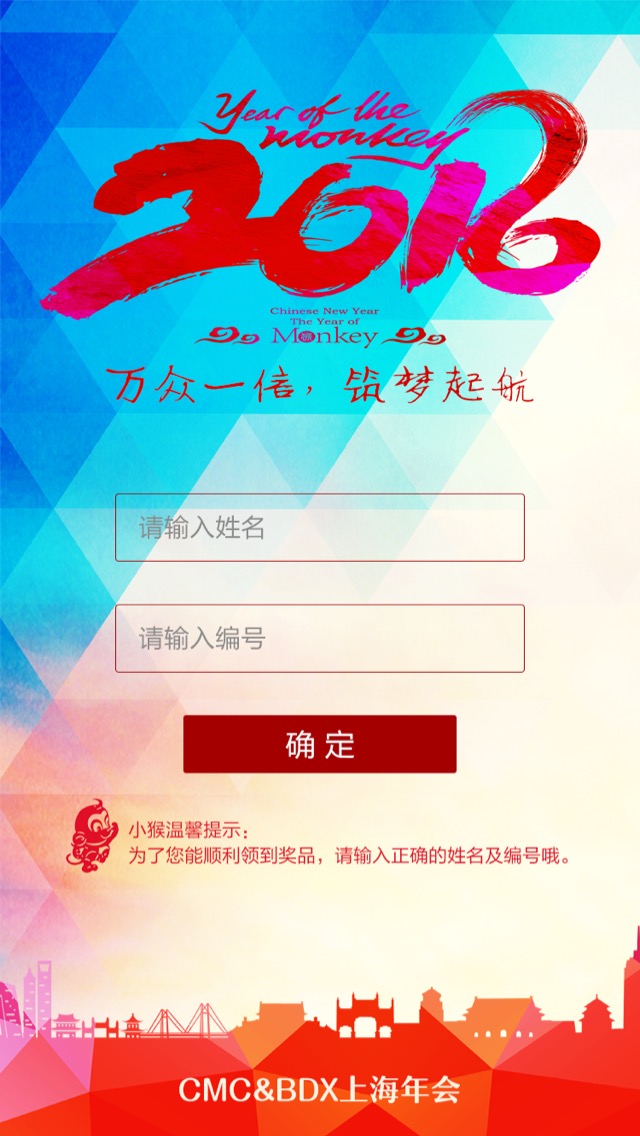 Year of the
monkey
2016
Chinese New Year
The Year of
Monkey
万众一信，筑梦起航
请输入姓名
请输入编号
确定
小猴温馨提示：
为了您能顺利领到奖品，请输入正确的姓名及编号哦。
CMC&BDX上海年会